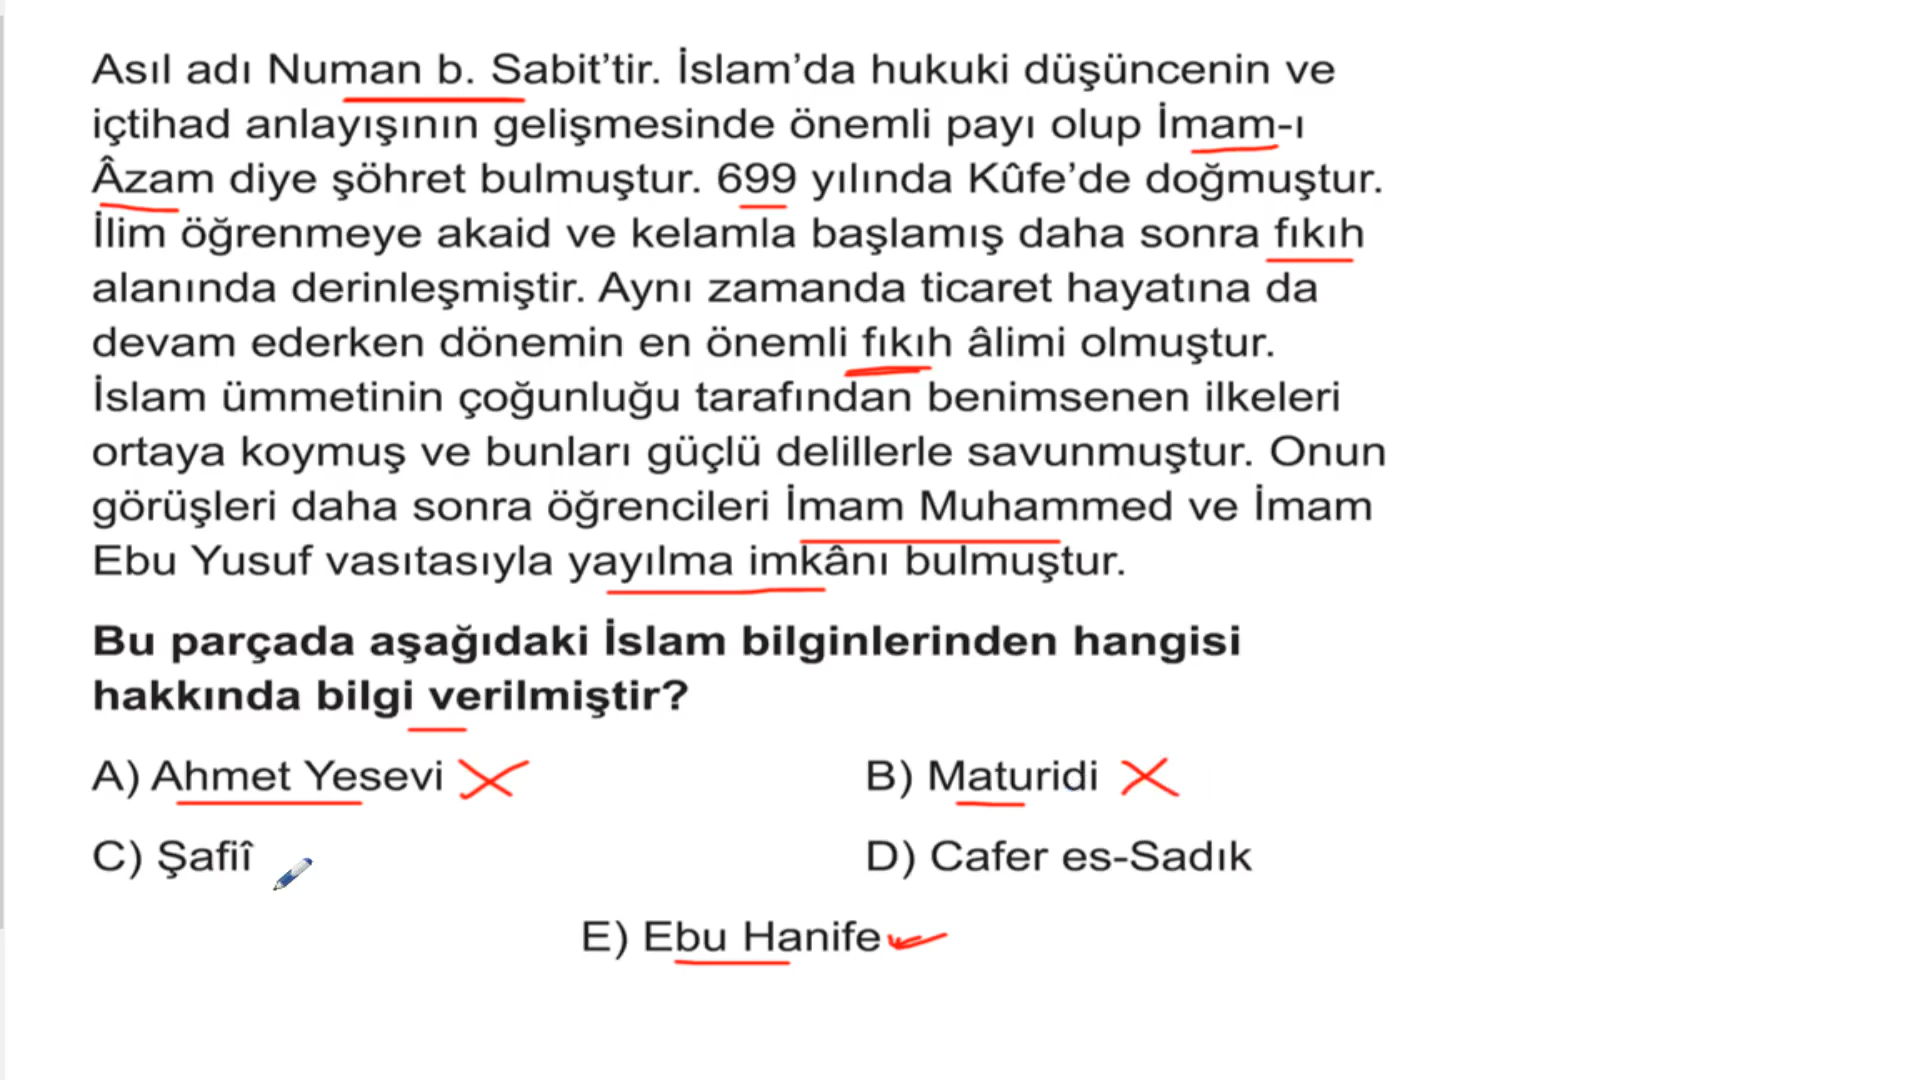 Asıl adı Numan b. Sabit’tir. İslam’da hukuki düşüncenin ve
içtihad anlayışının gelişmesinde önemli payı olup İmam-ı
Âzam diye şöhret bulmuştur. 699 yılında Kûfe’de doğmuştur.
İlim öğrenmeye akaid ve kelamla başlamış daha sonra fıkıh
alanında derinleşmiştir. Aynı zamanda ticaret hayatına da
devam ederken dönemin en önemli fıkıh âlimi olmuştur.
İslam ümmetinin çoğunluğu tarafından benimsenen ilkeleri
ortaya koymuş ve bunları güçlü delillerle savunmuştur. Onun
görüşleri daha sonra öğrencileri İmam Muhammed ve İmam
Ebu Yusuf vasıtasıyla yayılma imkânı bulmuştur.
Bu parçada aşağıdaki İslam bilginlerinden hangisi
hakkında bilgi verilmiştir?
A) Ahmet Yesevi
B) Maturidi
C) Şafiî
D) Cafer es-Sadık
E) Ebu Hanife